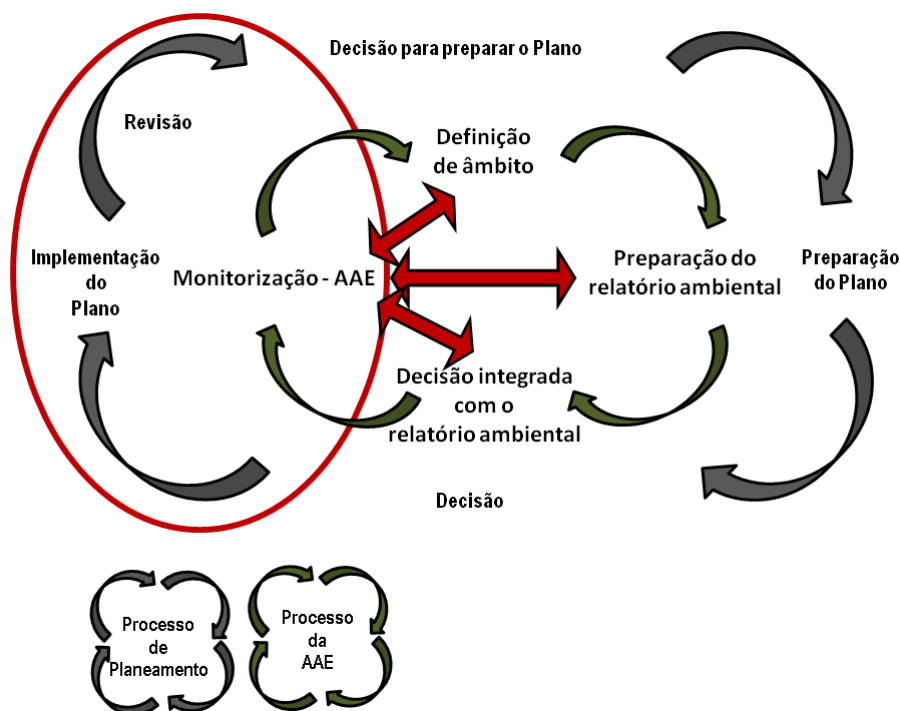 Decisão para preparar o Plano
Revisão
Definição
de âmbito
Implementação
do
Plano
Monitorização - AAE
Preparação do
relatório ambiental
Preparação
do Plano
Decisão integrada
com o
relatório ambiental
Decisão
Processo
de
Planeamento
Processo
da
AAE